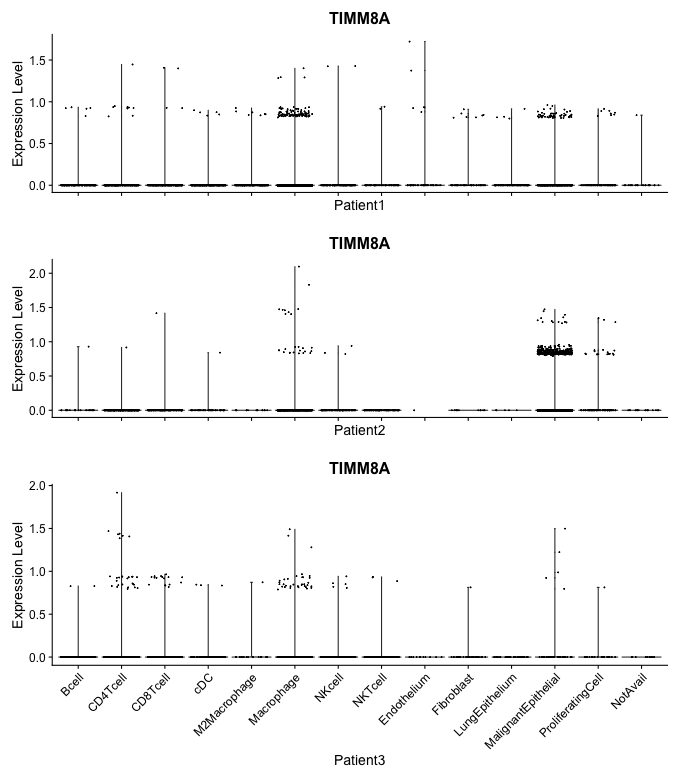 TIMM8A
Expression Level
1.5
1.0
0.5
0.0
Patient1
TIMM8A
Expression Level
2.0
1.5
1.0
0.5
0.0
Patient2
TIMM8A
Expression Level
2.0
1.5
1.0
0.5
0.0
Bcell
CD4Tcell
CD8Tcell
cDC
M2Macrophage
Macrophage
NKcell
NKTcell
Endothelium
Fibroblast
LungEpithelium
MalignantEpithelial
ProliferatingCell
NotAvail
Patient3